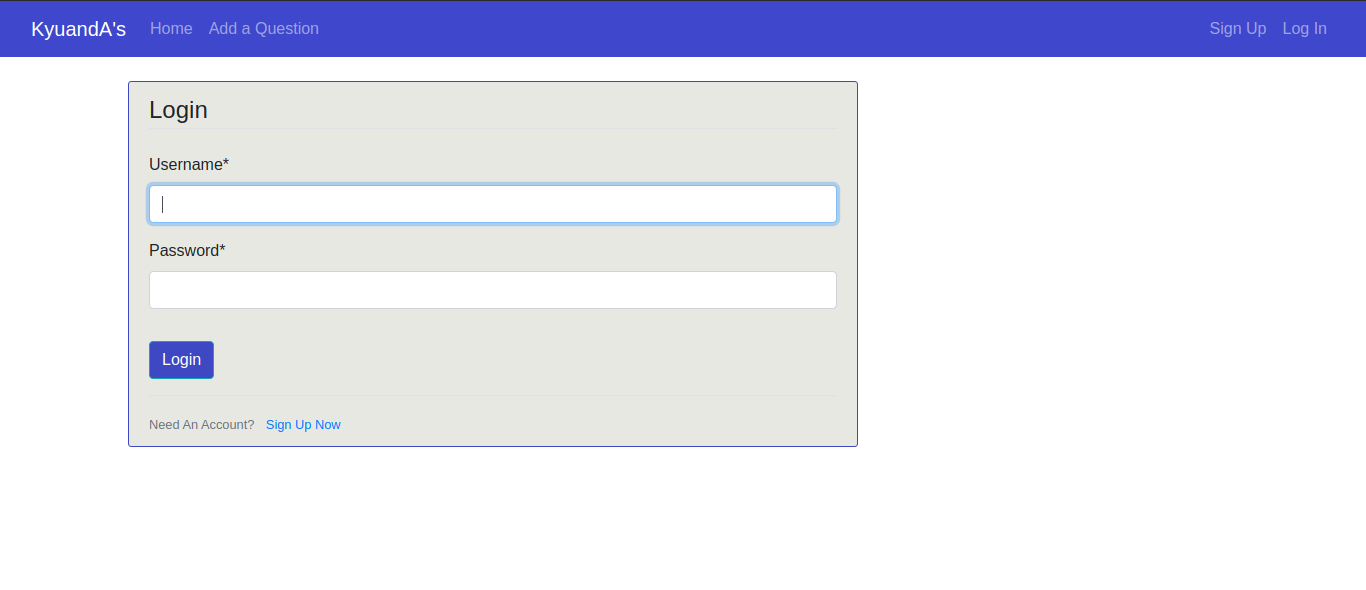 KyuandA's Home Add a Question Sign Up Log In
Login
Username*
Password*
Login
Need An Account? Sign Up Now